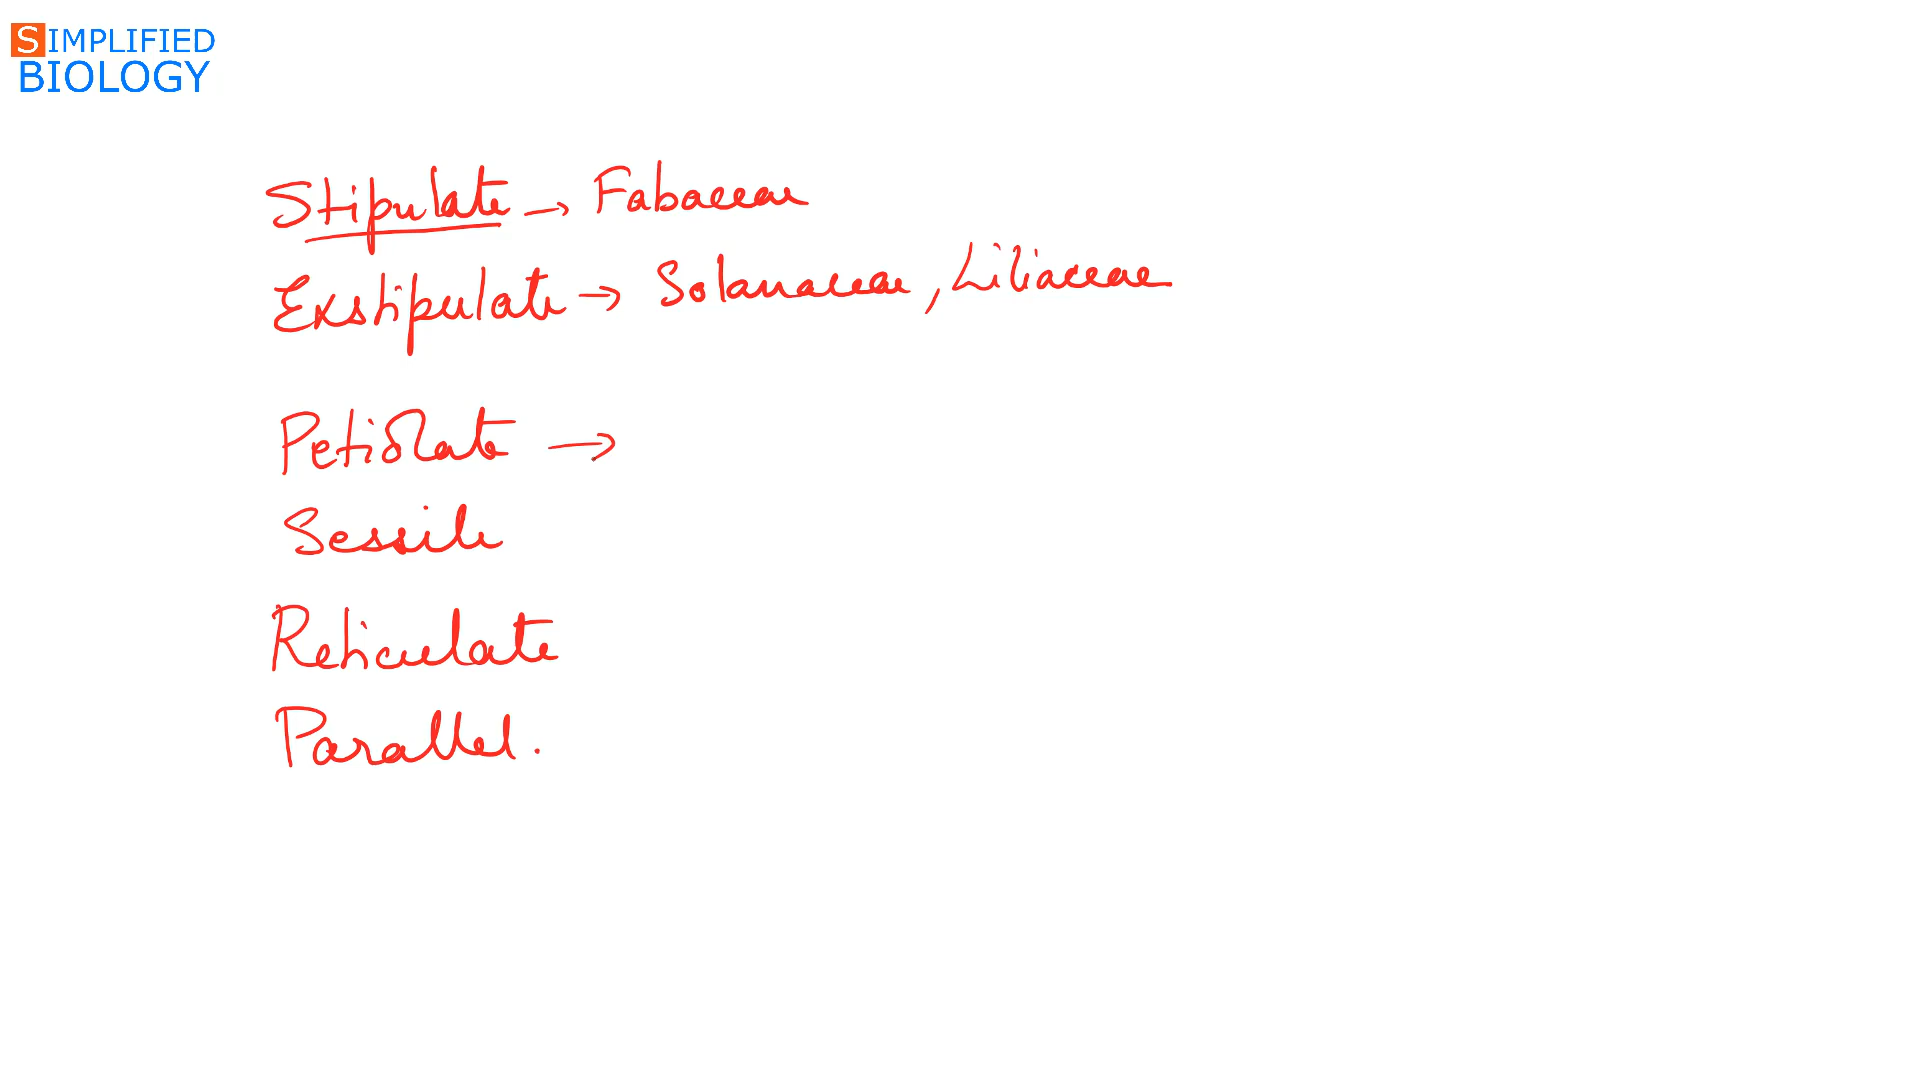 SIMPLIFIED
BIOLOGY
Stipulate → Fabaceae
Exstipulate → Solanaceae, Liliaceae
Petiolate →
Sessile
Reticulate
Parallel.